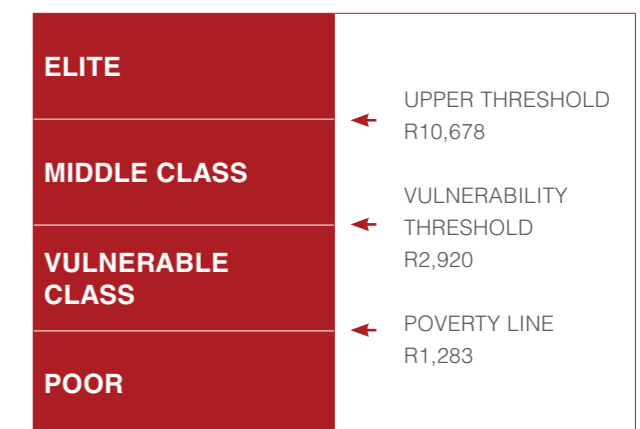 ELITE
UPPER THRESHOLD
R10,678
MIDDLE CLASS
VULNERABILITY
THRESHOLD
R2,920
VULNERABLE
CLASS
POVERTY LINE
R1,283
POOR